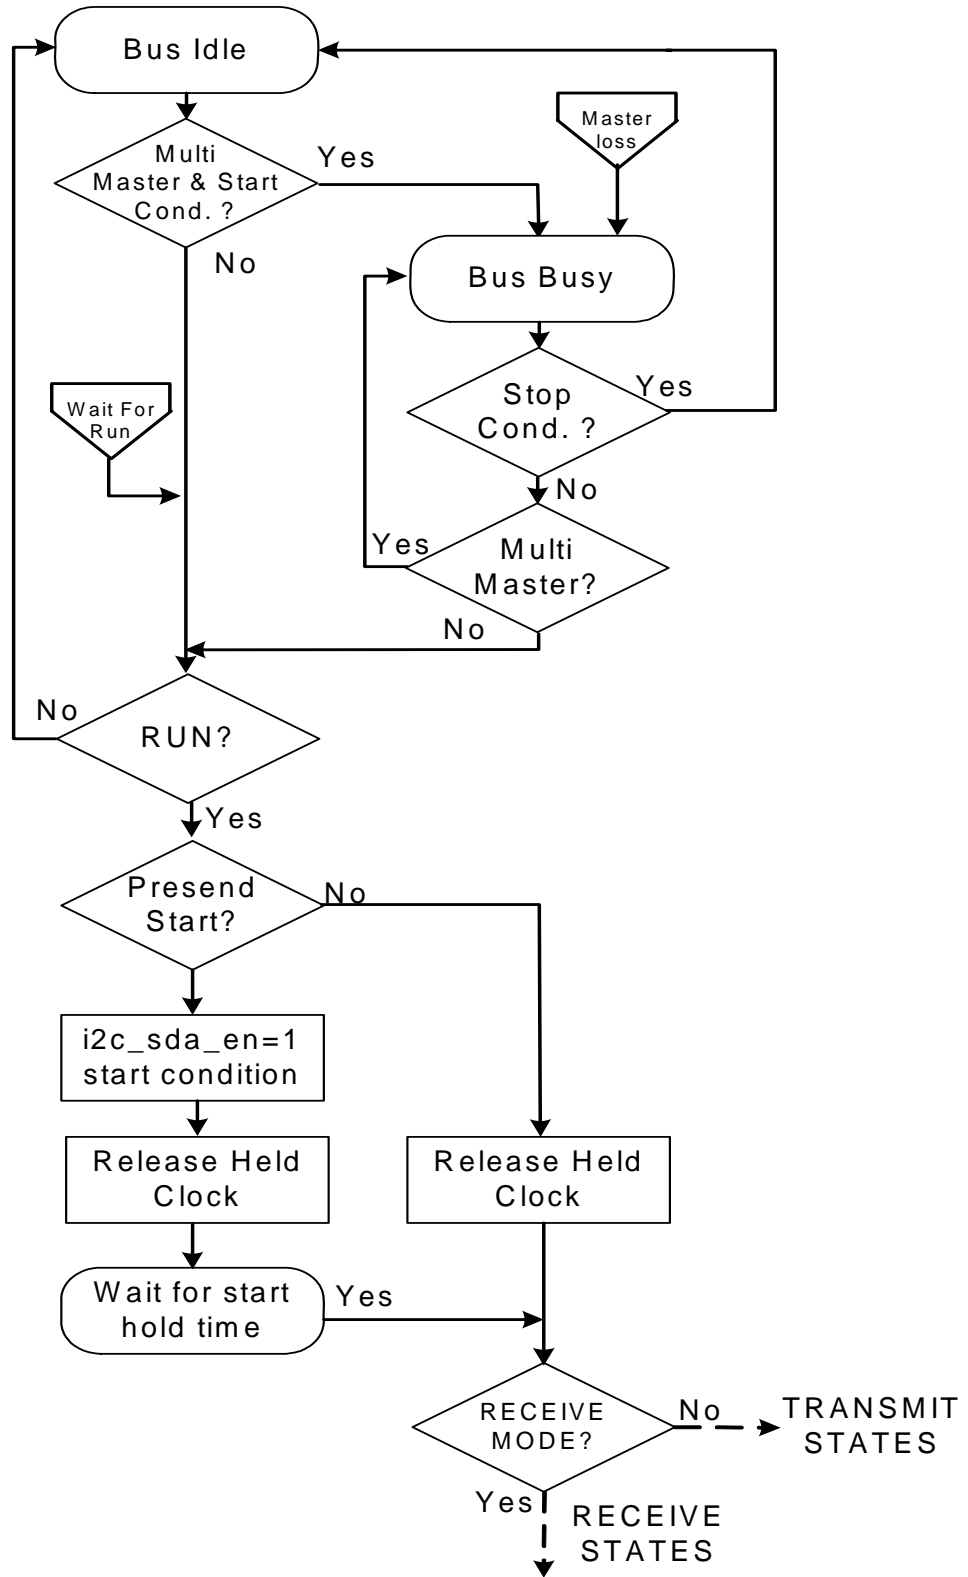 Bus Idle
Master
loss
Multi
Master & Start
Cond. ?
Yes
No
Bus Busy
Wait For
Run
Stop
Cond. ?
Yes
No
Yes
Multi
Master?
No
No
RUN?
Yes
Presend
Start?
No
i2c_sda_en=1
start condition
Release Held
Clock
Release Held
Clock
Wait for start
hold time
Yes
RECEIVE
MODE?
No
TRANSMIT
STATES
Yes
RECEIVE
STATES